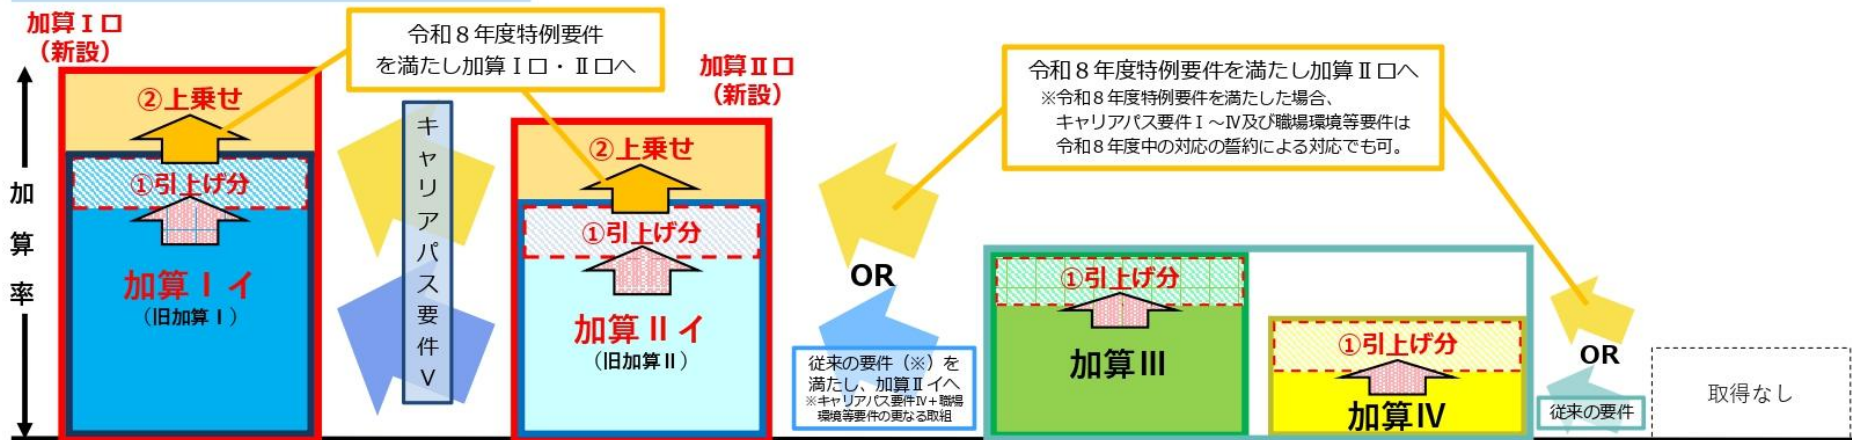 加算Ⅰロ
（新設）
令和８年度特例要件
を満たし加算Ⅰロ・Ⅱロへ
加算Ⅱロ
（新設）
令和８年度特例要件を満たし加算Ⅱロへ
※令和８年度特例要件を満たした場合、
キャリアパス要件Ⅰ～Ⅳ及び職場環境等要件は
令和８年度中の対応の誓約による対応でも可。
加算率
②上乗せ
①引上げ分
加算Ⅰイ
（旧加算Ⅰ）
キャリアパス要件Ⅴ
②上乗せ
①引上げ分
加算Ⅱイ
（旧加算Ⅱ）
OR
従来の要件（※）を
満たし、加算Ⅱイへ
※キャリアパス要件Ⅳ＋職場
環境等要件の更なる取組
①引上げ分
加算Ⅲ
①引上げ分
加算Ⅳ
OR
従来の要件
取得なし